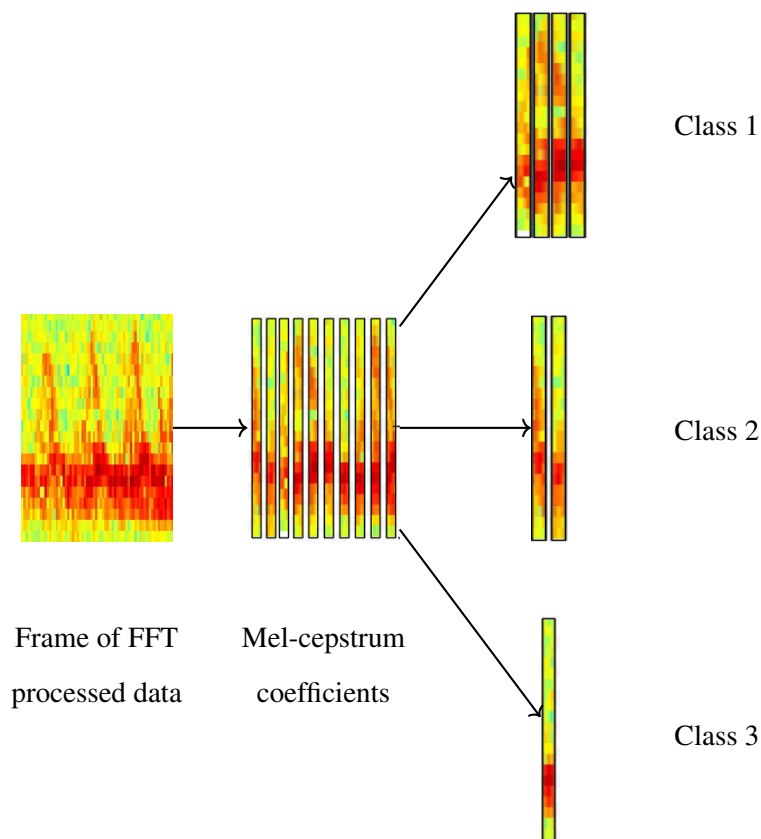 Class 1
Class 2
Frame of FFT
processed data
Mel-cepstrum
coefficients
Class 3